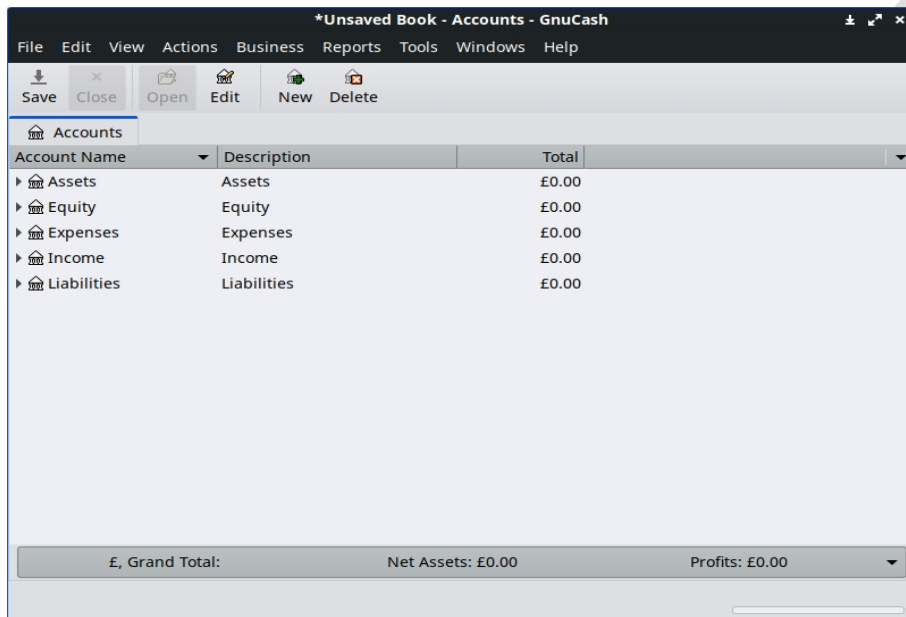 *Unsaved Book - Accounts - GnuCash
File Edit View Actions Business Reports Tools Windows Help
Save Close Open Edit New Delete
Accounts
Account Name Description Total
Assets Assets £0.00
Equity Equity £0.00
Expenses Expenses £0.00
Income Income £0.00
Liabilities Liabilities £0.00
£, Grand Total: Net Assets: £0.00 Profits: £0.00